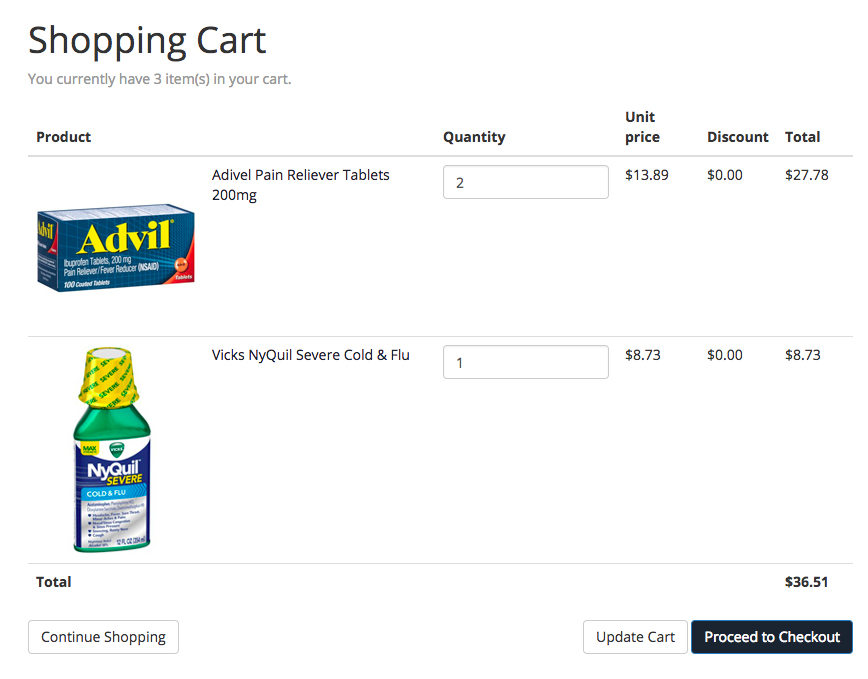 Shopping Cart
You currently have 3 item(s) in your cart.
Product Quantity Unit price Discount Total
Adivel Pain Reliever Tablets 200mg 2 $13.89 $0.00 $27.78
Advil
Advil
Ibuprofen Tablets, 200 mg
Pain Reliever/Fever Reducer (NSAID)
100 Coated Tablets
Tablets
Vicks NyQuil Severe Cold & Flu 1 $8.73 $0.00 $8.73
SEVERE SEVERE
MAX
VICKS
NyQuil
SEVERE
COLD & FLU
12 FL OZ (354 ml)
Total $36.51
Continue Shopping Update Cart Proceed to Checkout